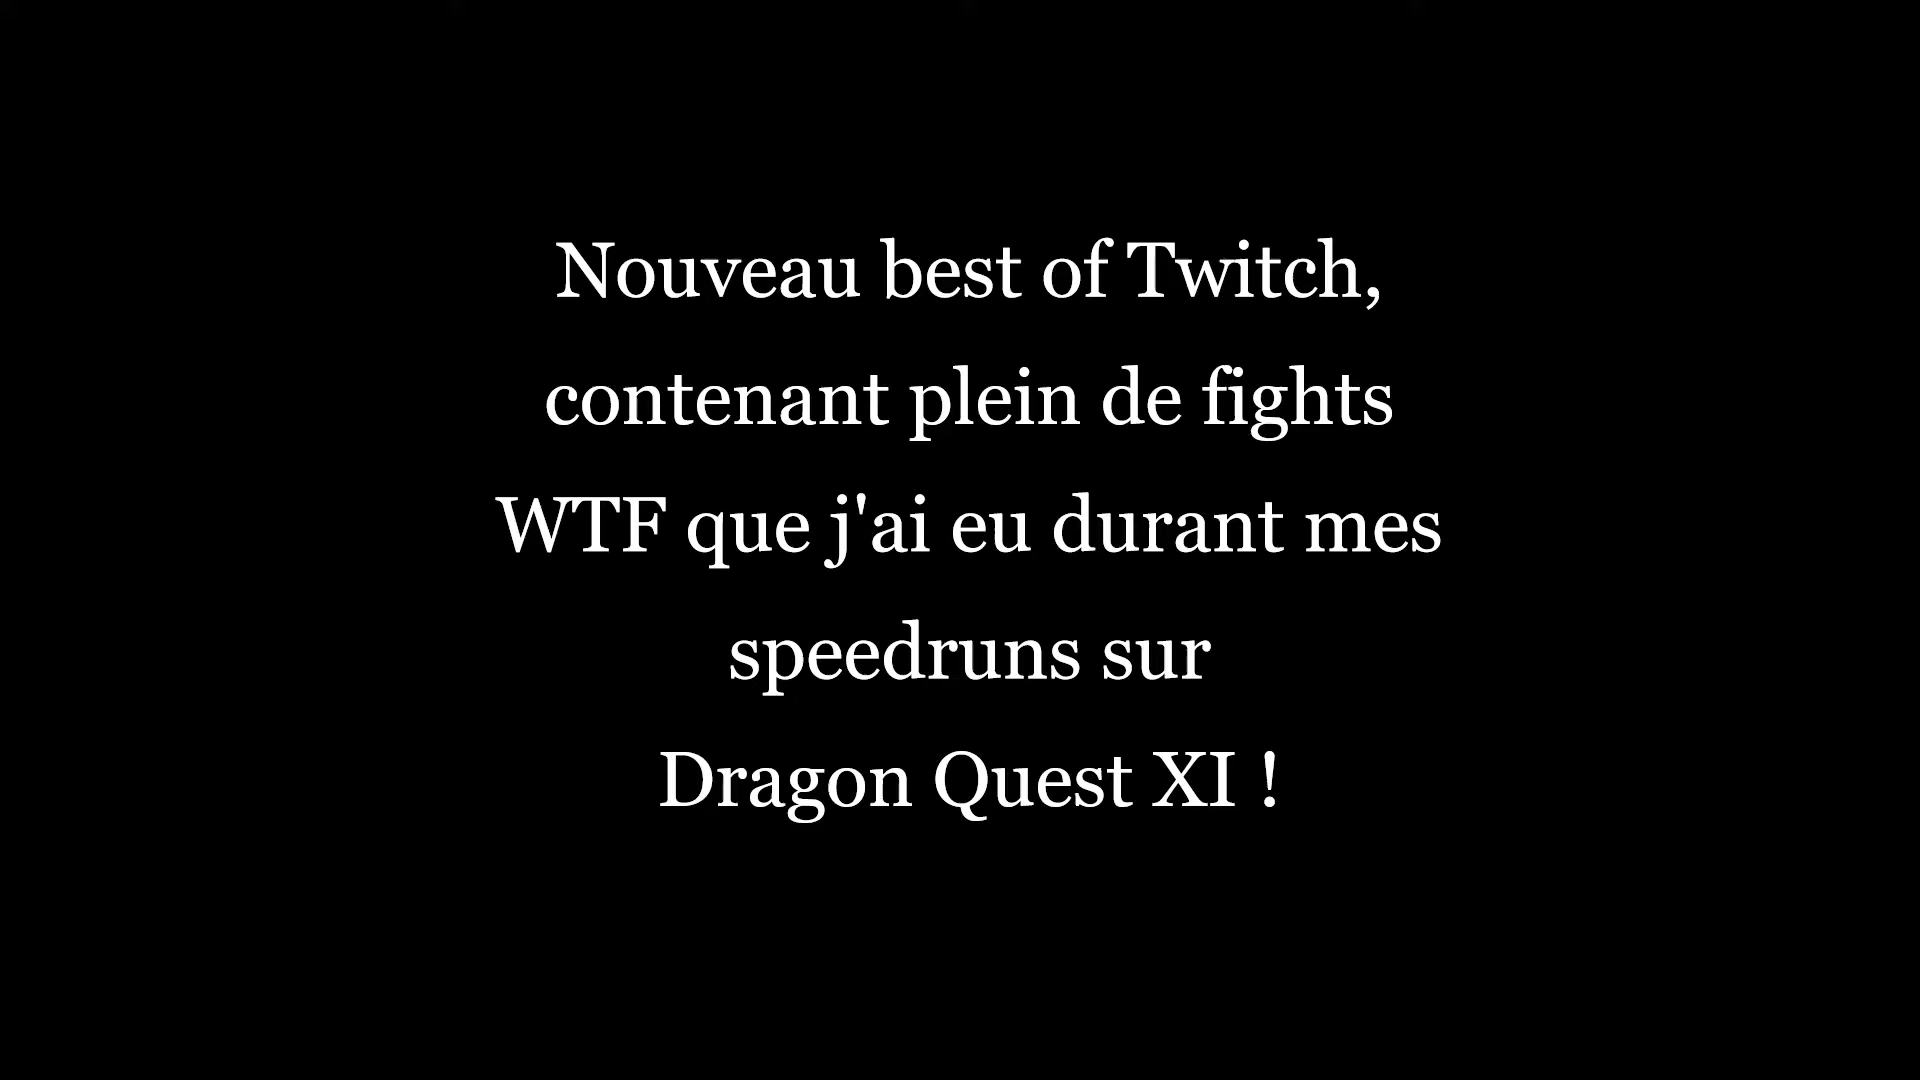 Nouveau best of Twitch,
contenant plein de fights
WTF que j'ai eu durant mes
speedruns sur
Dragon Quest XI !